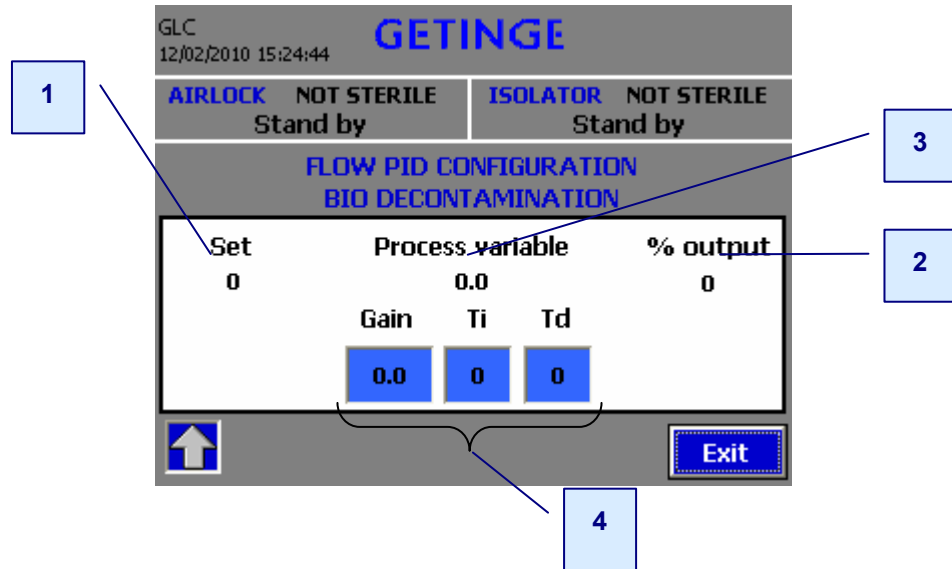 GLC
12/02/2010 15:24:44
GETINGE
1
AIRLOCK NOT STERILE
Stand by
ISOLATOR NOT STERILE
Stand by
3
FLOW PID CONFIGURATION
BIO DECONTAMINATION
Set Process variable % output
2
0 0.0 0
Gain Ti Td
0.0 0 0
Exit
4